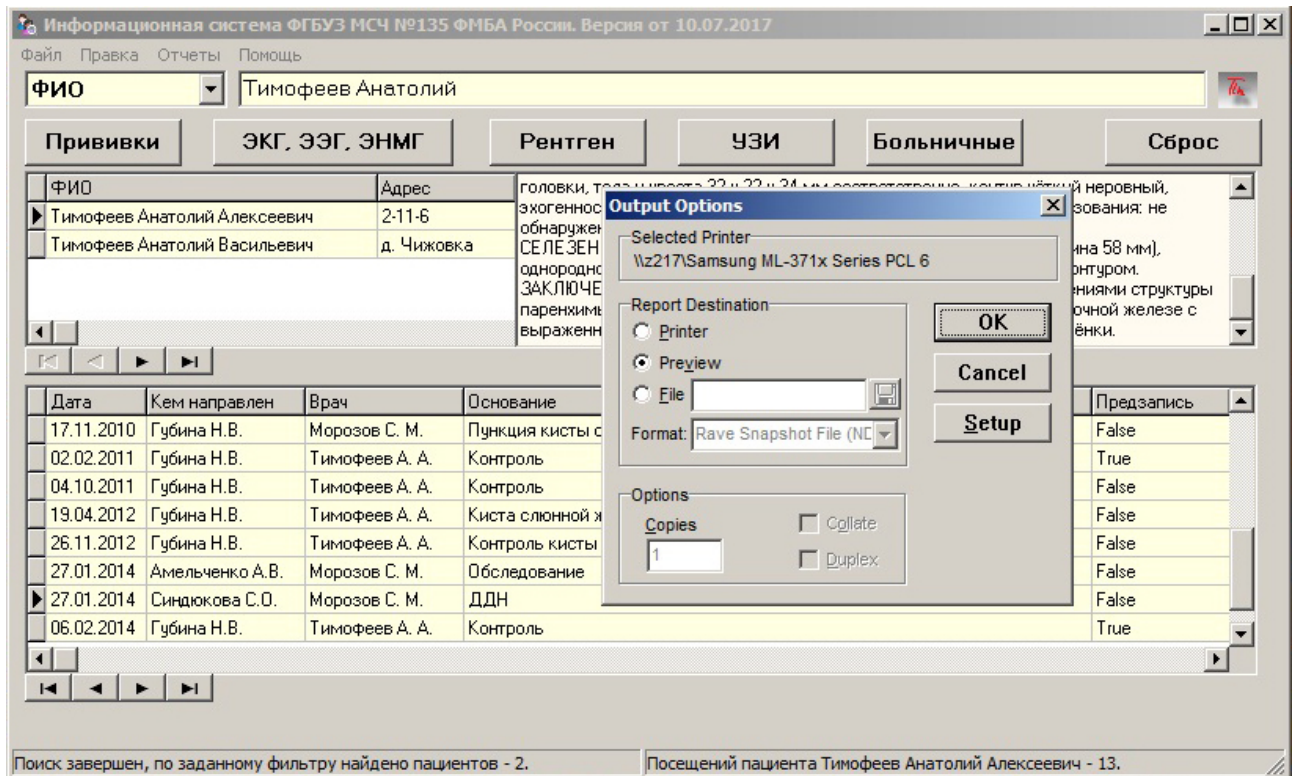 Информационная система ФГБУЗ МСЧ №135 ФМБА России. Версия от 10.07.2017
Файл Правка Отчеты Помощь
ФИО Тимофеев Анатолий
Прививки ЭКГ, ЭЭГ, ЭНМГ Рентген УЗИ Больничные Сброс
ФИО Адрес
Тимофеев Анатолий Алексеевич 2-11-6
Тимофеев Анатолий Васильевич д. Чижовка
головки, неровный,
эхогеннос зования: не
обнаружен
СЕЛЕЗЕН на 58 мм),
однородно онтуром.
ЗАКЛЮЧЕ ниями структуры
паренхимы очной железе с
выраженн ёнки.
Output Options
Selected Printer
\\z217\Samsung ML-371x Series PCL 6
Report Destination
Printer
Preview
File
Format: Rave Snapshot File (ND
OK
Cancel
Setup
Options
Copies
1
Collate
Duplex
Дата Кем направлен Врач Основание Предзапись
17.11.2010 Губина Н.В. Морозов С. М. Пункция кисты с False
02.02.2011 Губина Н.В. Тимофеев А. А. Контроль True
04.10.2011 Губина Н.В. Тимофеев А. А. Контроль False
19.04.2012 Губина Н.В. Тимофеев А. А. Киста слюнной ж False
26.11.2012 Губина Н.В. Тимофеев А. А. Контроль кисты False
27.01.2014 Амельченко А.В. Морозов С. М. Обследование False
27.01.2014 Синдюкова С.О. Морозов С. М. ДДН False
06.02.2014 Губина Н.В. Тимофеев А. А. Контроль True
Поиск завершен, по заданному фильтру найдено пациентов - 2. Посещений пациента Тимофеев Анатолий Алексеевич - 13.